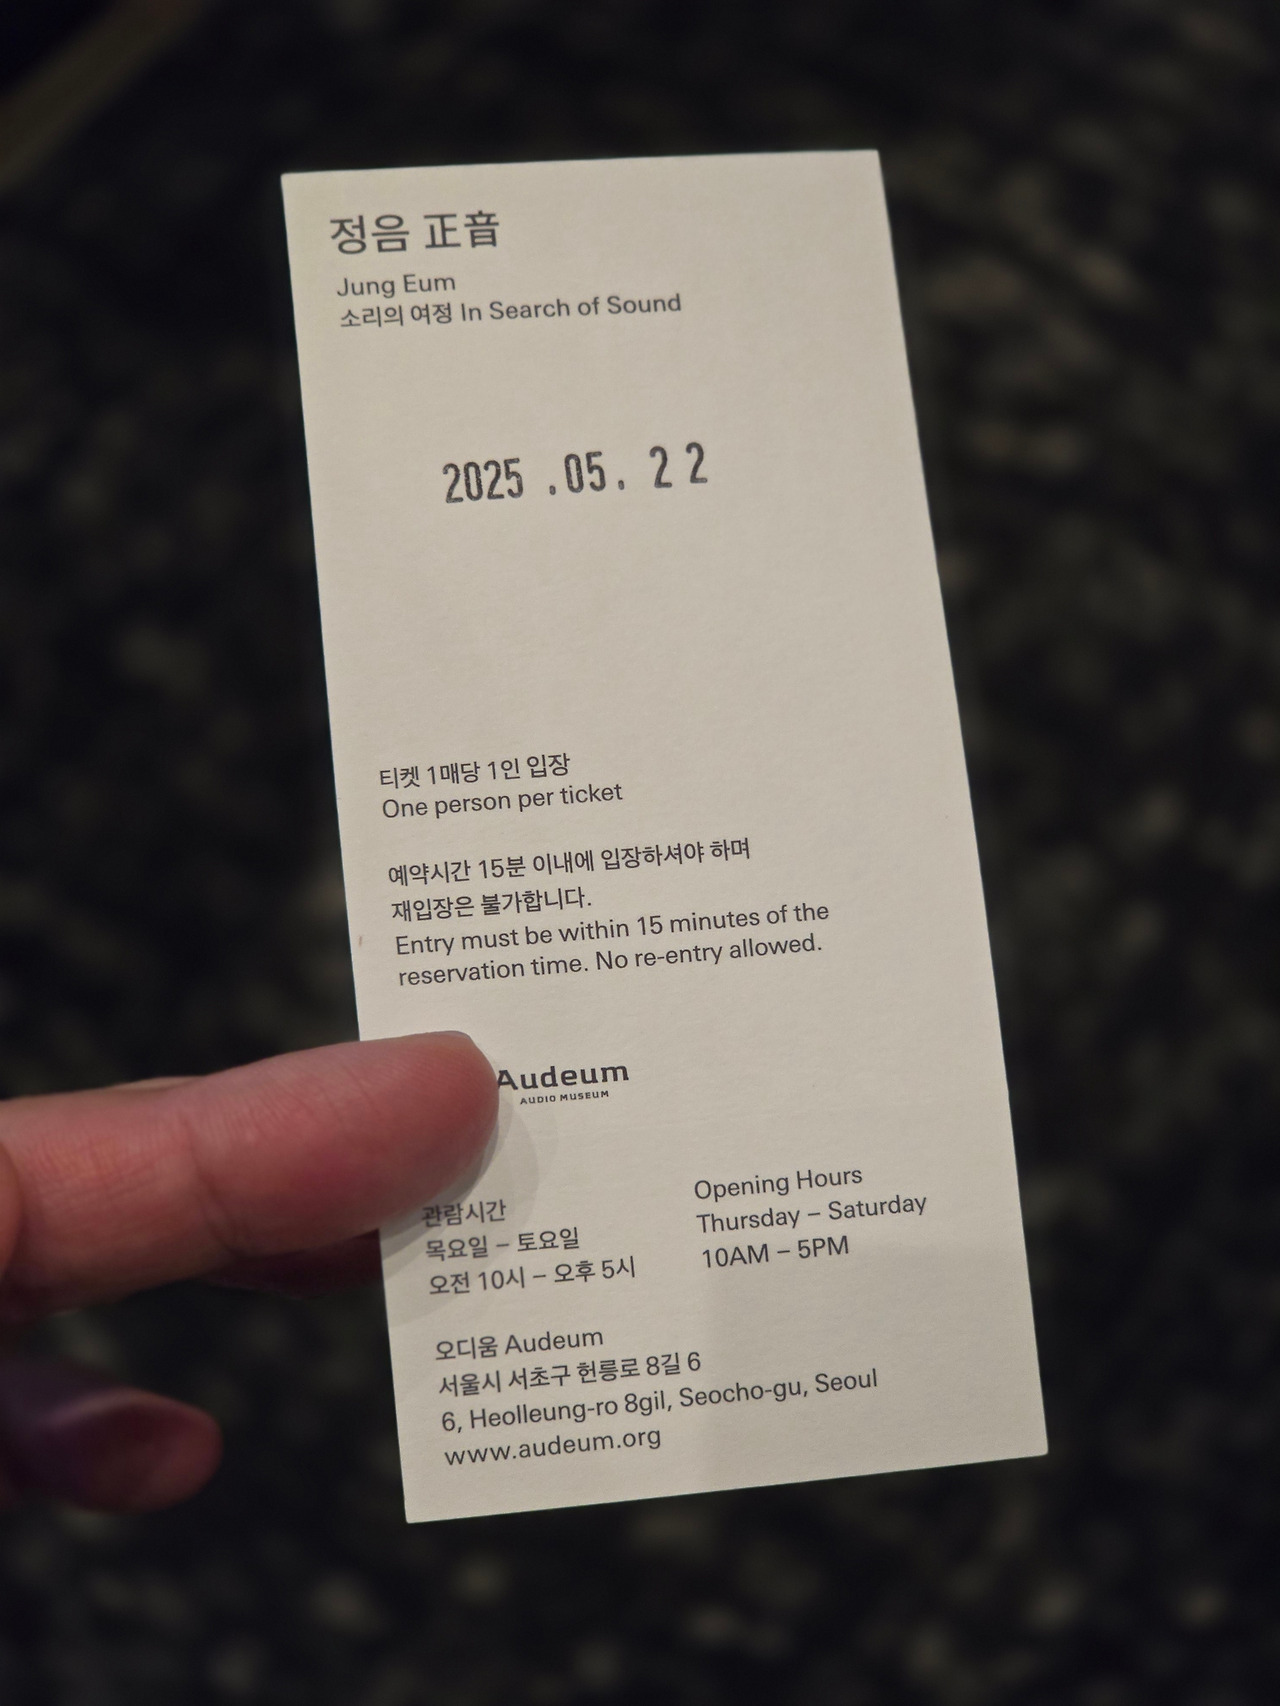 정음 正音
Jung Eum
소리의 여정 In Search of Sound
2025 .05. 22
티켓 1매당 1인 입장
One person per ticket
예약시간 15분 이내에 입장하셔야 하며
재입장은 불가합니다.
Entry must be within 15 minutes of the
reservation time. No re-entry allowed.
Audeum
AUDIO MUSEUM
관람시간
목요일 – 토요일
오전 10시 – 오후 5시
Opening Hours
Thursday – Saturday
10AM – 5PM
오디움 Audeum
서울시 서초구 헌릉로 8길 6
6, Heolleung-ro 8gil, Seocho-gu, Seoul
www.audeum.org